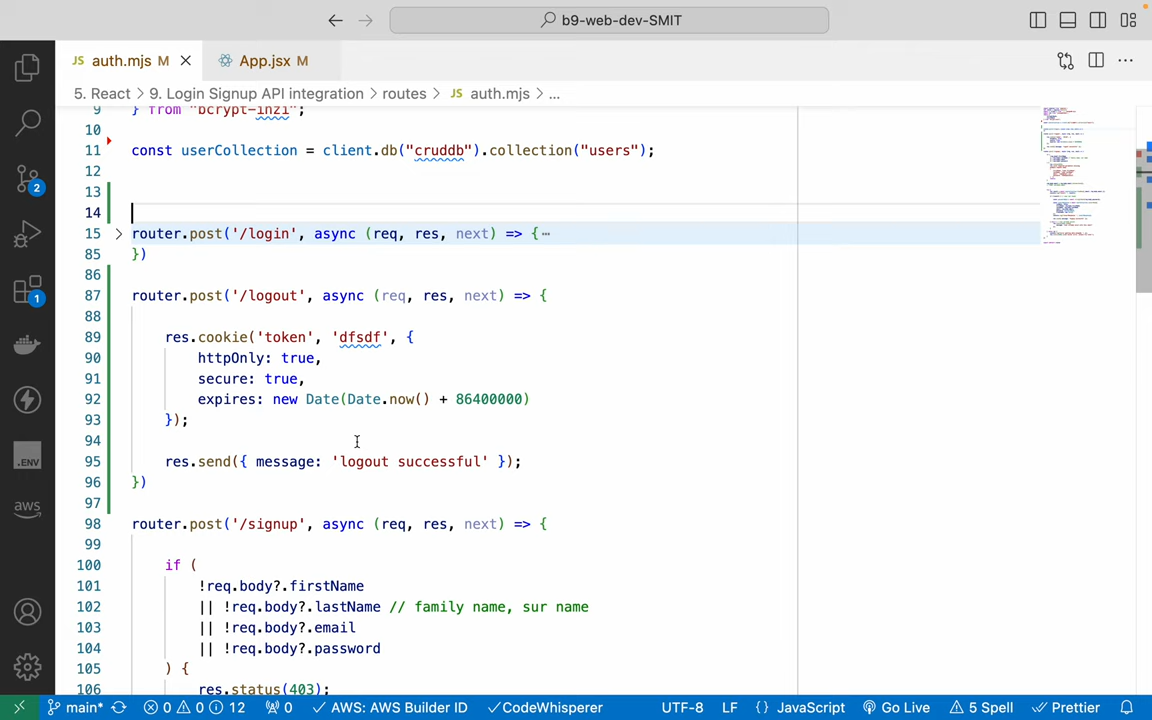 b9-web-dev-SMIT
JS auth.mjs M
App.jsx M
5. React > 9. Login Signup API integration > routes > JS auth.mjs > ...
9 } from "bcrypt-inzi";
10
11 const userCollection = client.db("cruddb").collection("users");
12
13
14
15 router.post('/login', async (req, res, next) => {…
85 })
86
87 router.post('/logout', async (req, res, next) => {
88
89 res.cookie('token', 'dfsdf', {
90 httpOnly: true,
91 secure: true,
92 expires: new Date(Date.now() + 86400000)
93 });
94
95 res.send({ message: 'logout successful' });
96 })
97
98 router.post('/signup', async (req, res, next) => {
99
100 if (
101 !req.body?.firstName
102 || !req.body?.lastName // family name, sur name
103 || !req.body?.email
104 || !req.body?.password
105 ) {
106 res.status(403);
2
1
.ENV
aws
main* 0 0 12 0 AWS: AWS Builder ID CodeWhisperer UTF-8 LF {} JavaScript Go Live 5 Spell Prettier